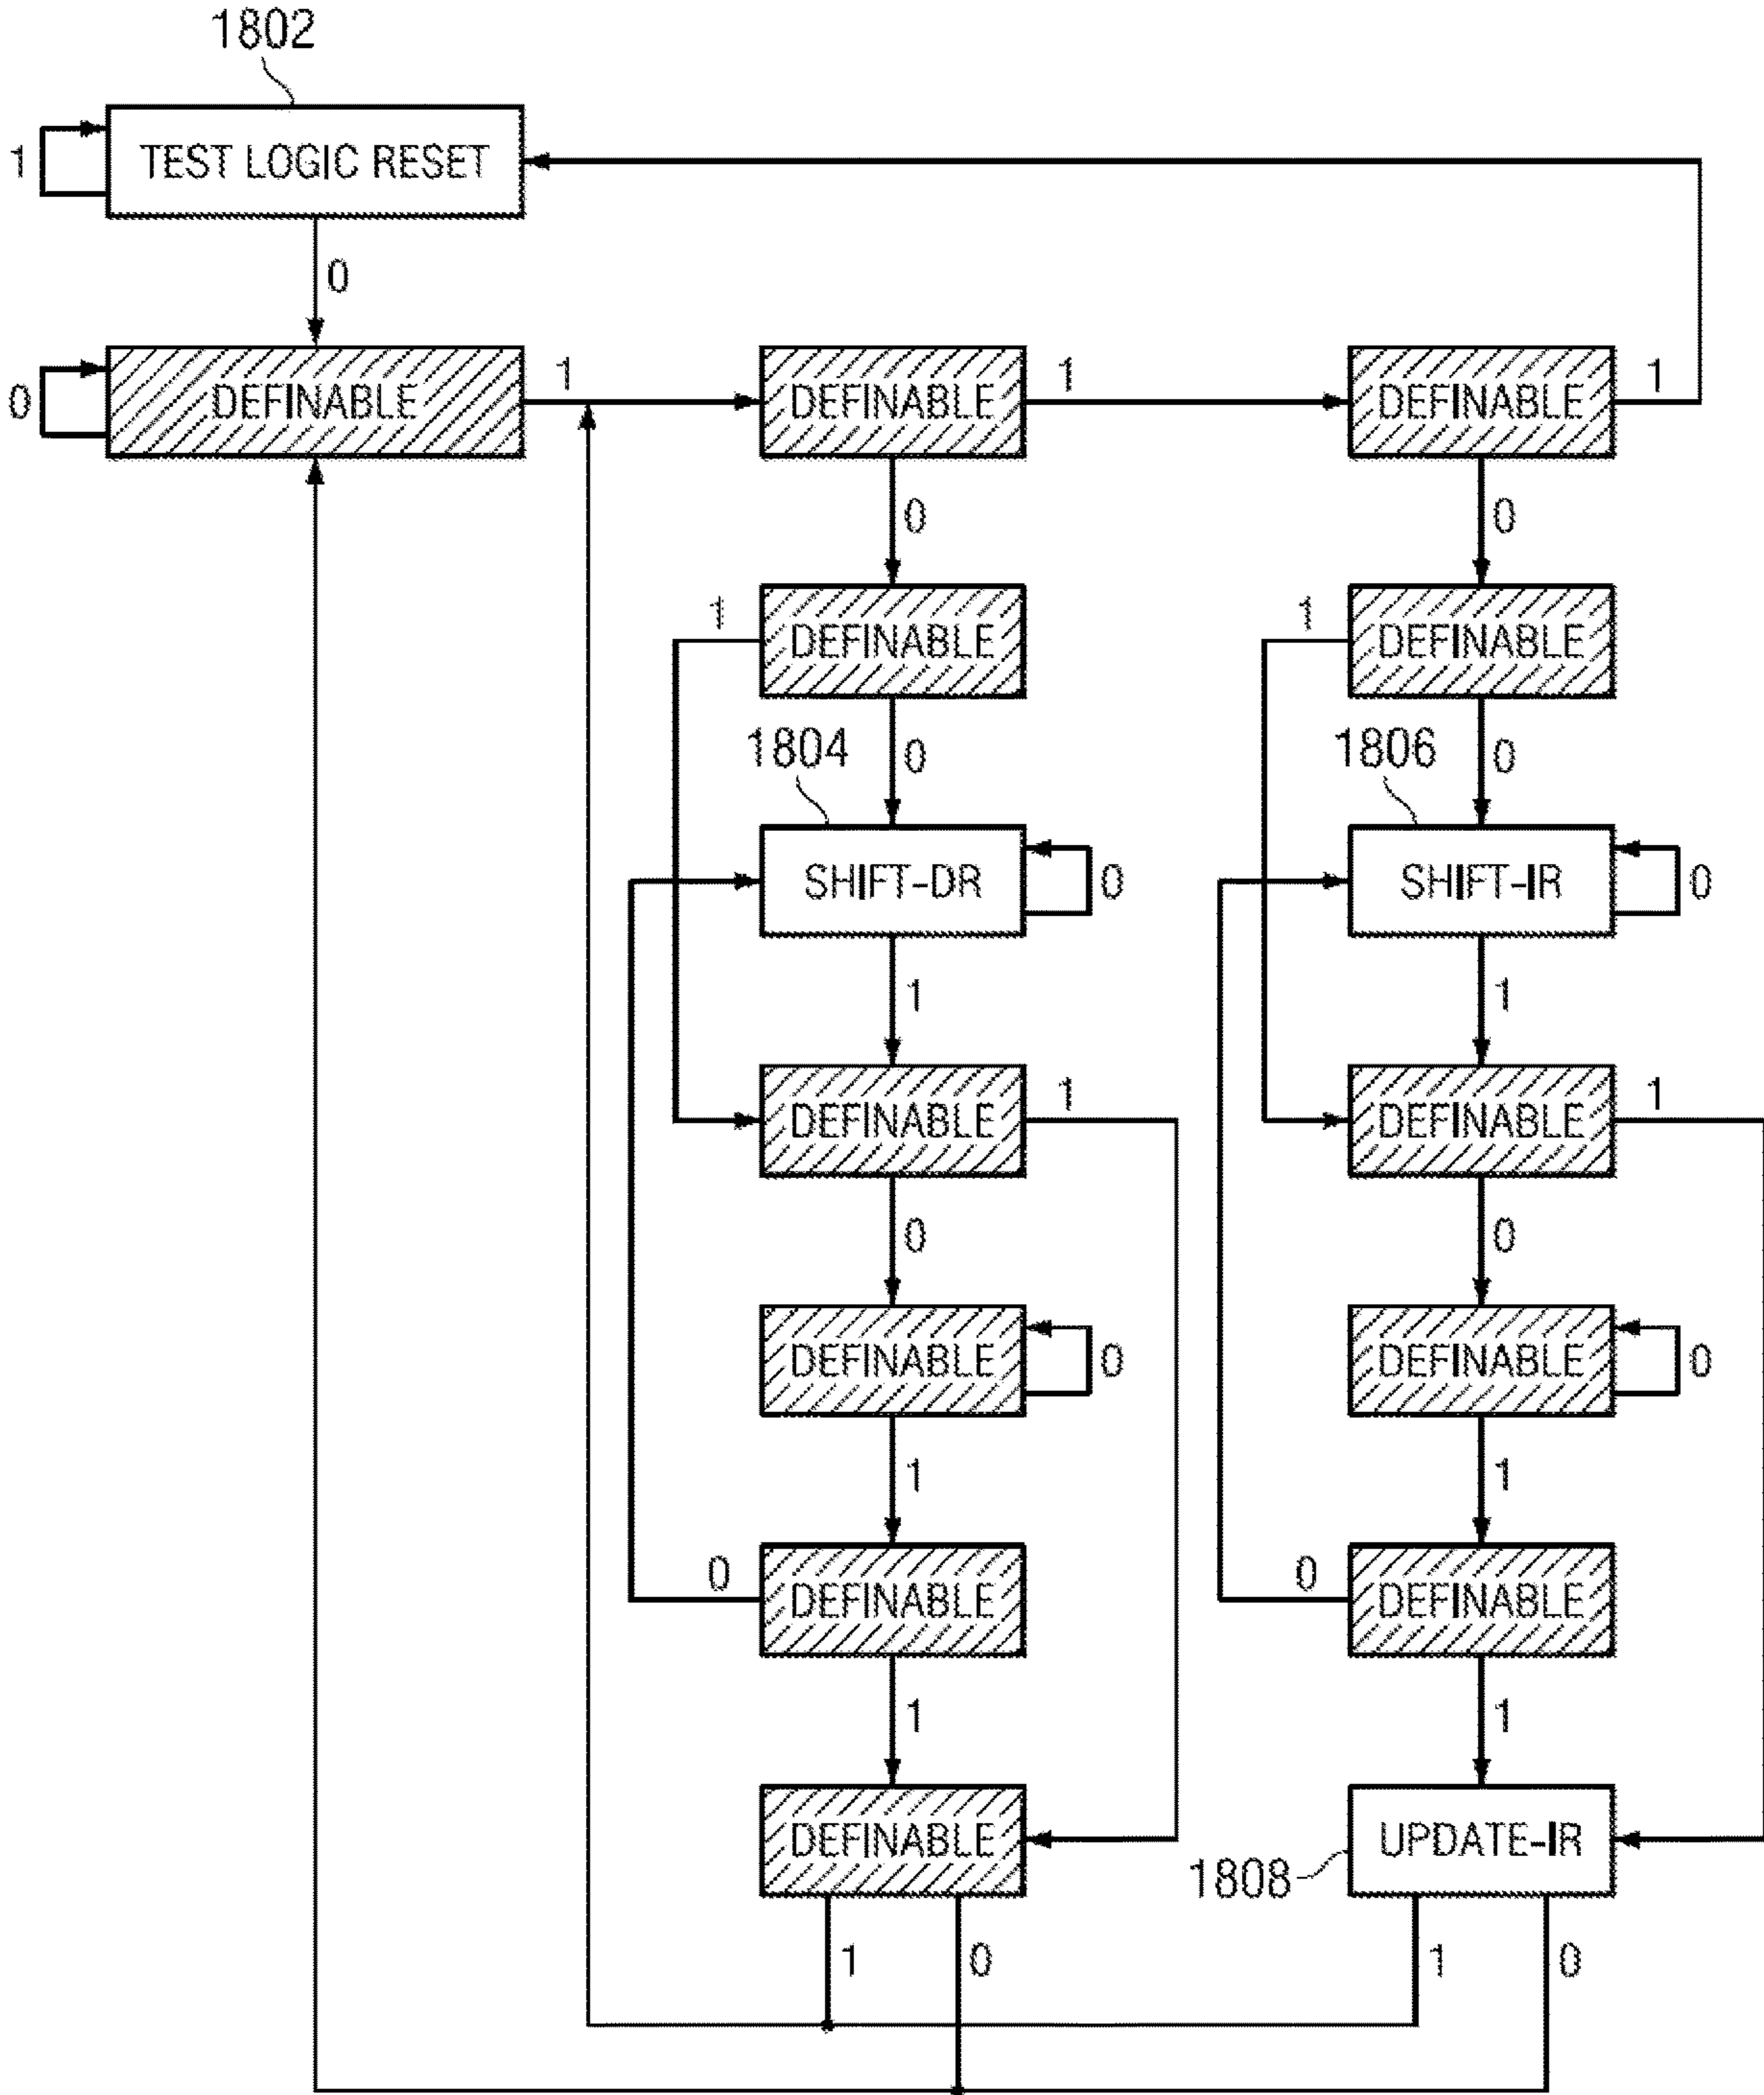 1802
1 TEST LOGIC RESET
0
0 DEFINABLE 1 DEFINABLE 1 DEFINABLE 1
0 0
1 DEFINABLE 1 DEFINABLE
1804 0 1806 0
SHIFT-DR 0 SHIFT-IR 0
1 1
DEFINABLE 1 DEFINABLE 1
0 0
DEFINABLE 0 DEFINABLE 0
1 1
0 DEFINABLE 0 DEFINABLE
1 1
DEFINABLE UPDATE-IR
1808
1 0 1 0